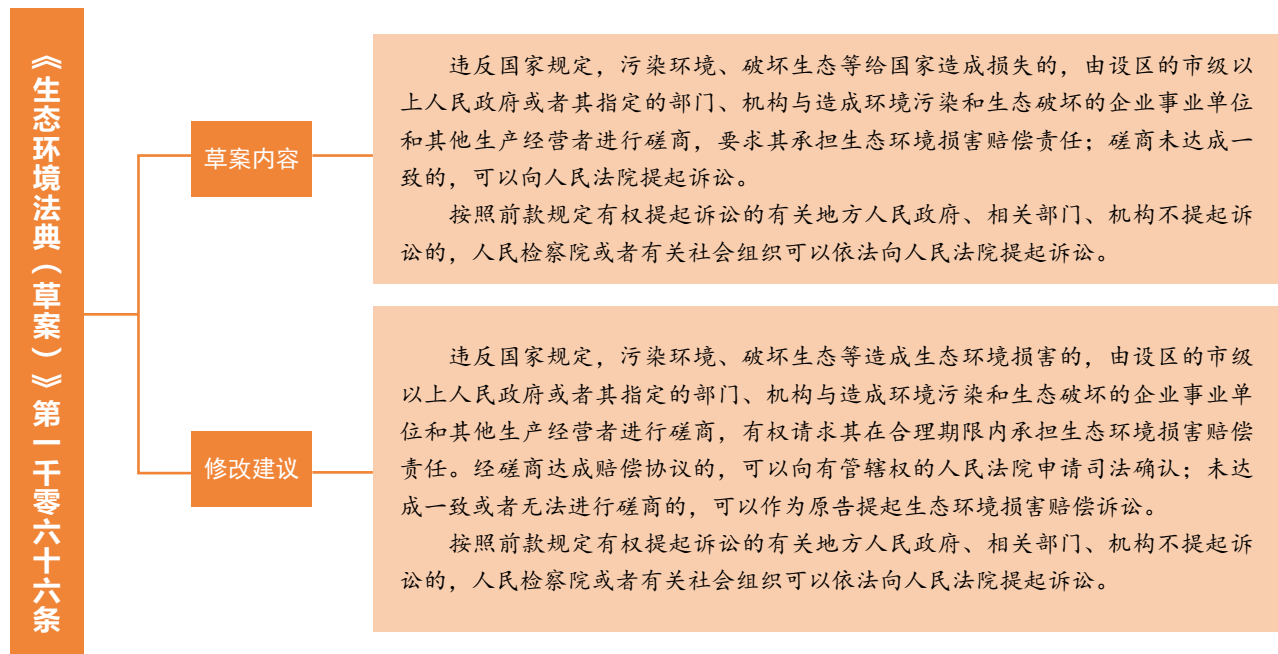 《生态环境法典（草案）》第一千零六十六条
草案内容
违反国家规定，污染环境、破坏生态等给国家造成损失的，由设区的市级以
上人民政府或者其指定的部门、机构与造成环境污染和生态破坏的企业事业单位
和其他生产经营者进行磋商，要求其承担生态环境损害赔偿责任；磋商未达成一
致的，可以向人民法院提起诉讼。
按照前款规定有权提起诉讼的有关地方人民政府、相关部门、机构不提起诉
讼的，人民检察院或者有关社会组织可以依法向人民法院提起诉讼。
修改建议
违反国家规定，污染环境、破坏生态等造成生态环境损害的，由设区的市级
以上人民政府或者其指定的部门、机构与造成环境污染和生态破坏的企业事业单
位和其他生产经营者进行磋商，有权请求其在合理期限内承担生态环境损害赔偿
责任。经磋商达成赔偿协议的，可以向有管辖权的人民法院申请司法确认；未达
成一致或者无法进行磋商的，可以作为原告提起生态环境损害赔偿诉讼。
按照前款规定有权提起诉讼的有关地方人民政府、相关部门、机构不提起诉
讼的，人民检察院或者有关社会组织可以依法向人民法院提起诉讼。